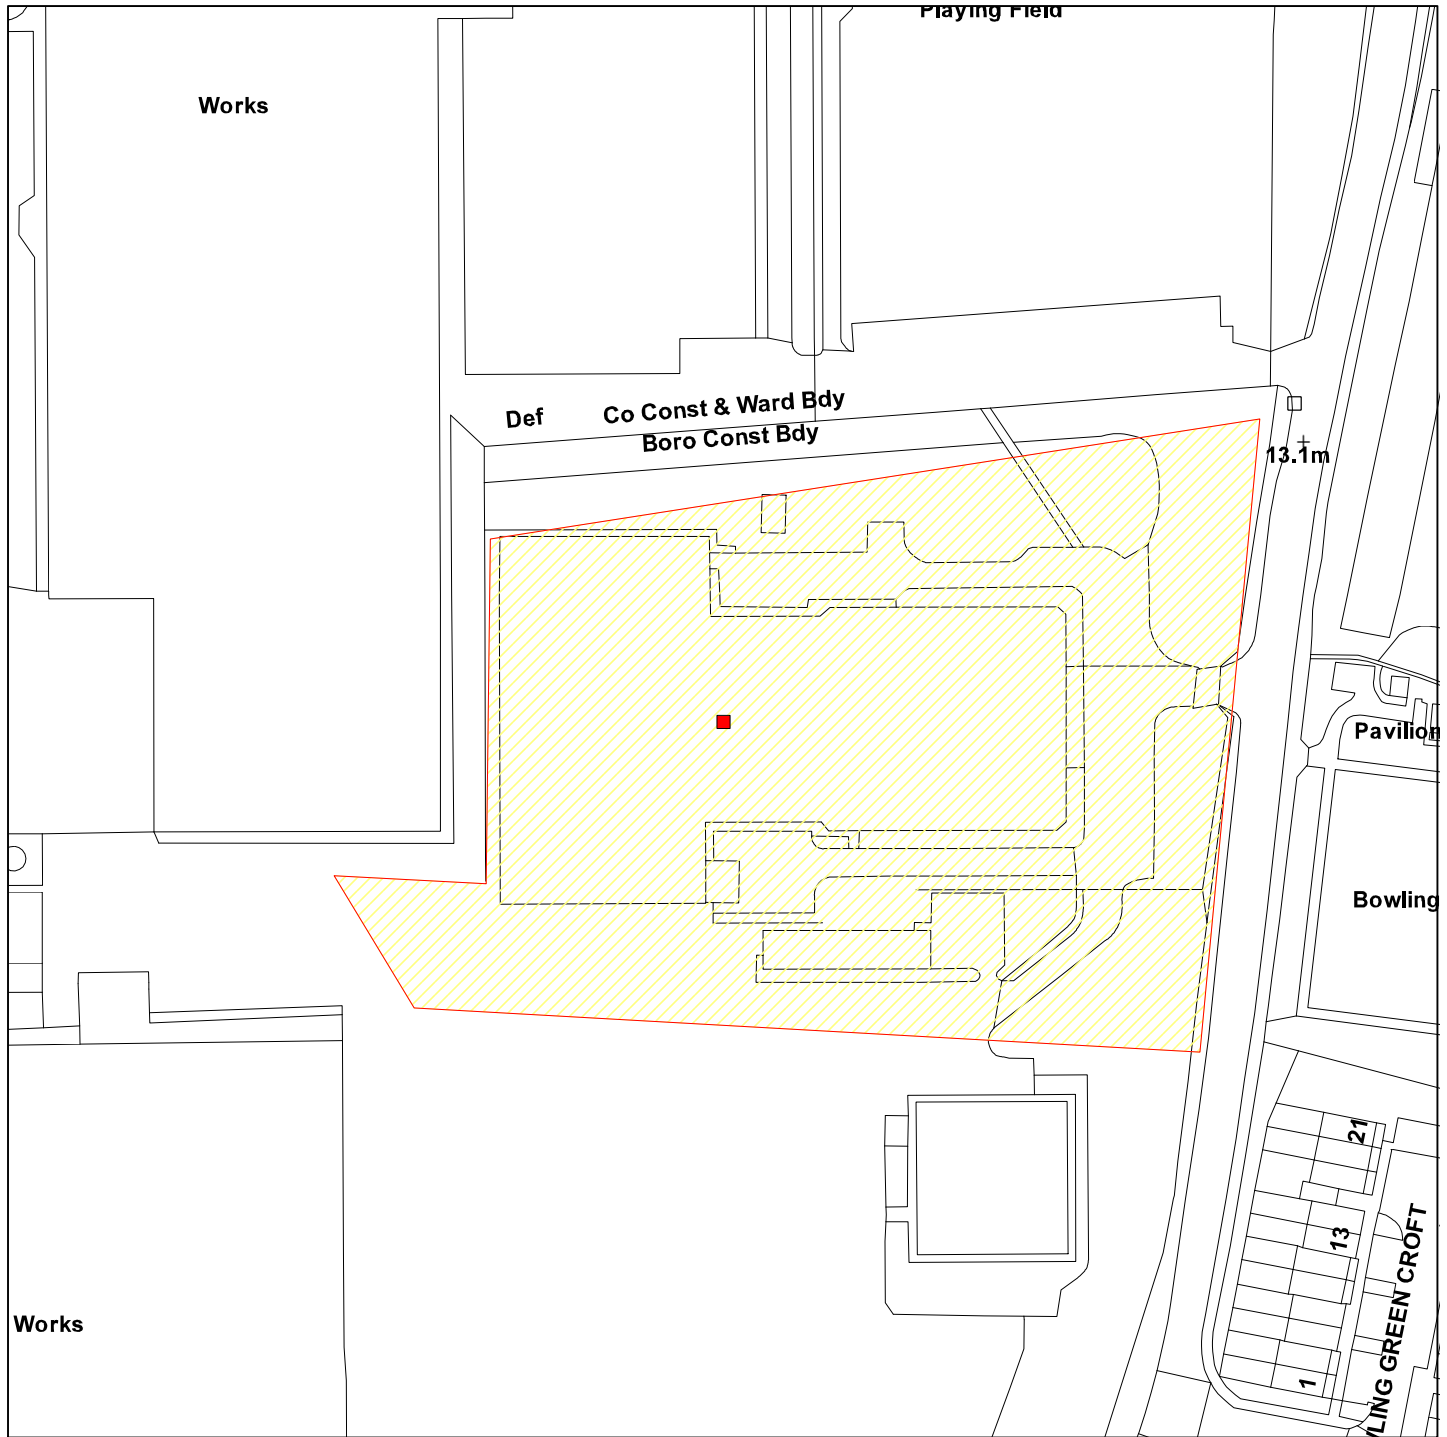 Playing Field
Works
Def
Co Const & Ward Bdy
Boro Const Bdy
13.1m
Pavilion
Bowling
21
13
LING GREEN CROFT
1
Works